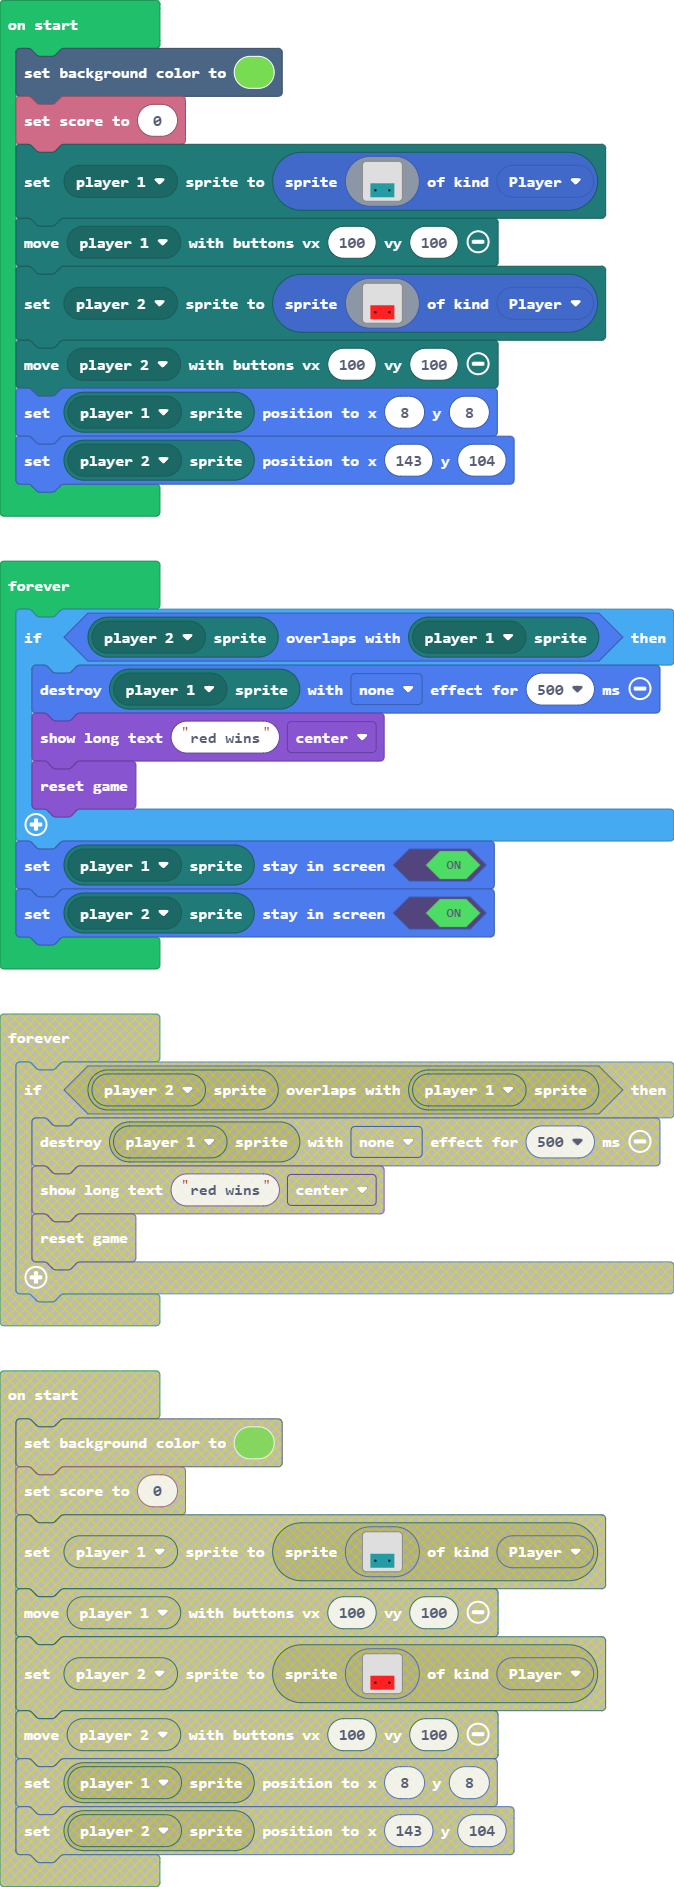 on start
set background color to
set score to 0
set player 1 sprite to sprite of kind Player
move player 1 with buttons vx 100 vy 100
set player 2 sprite to sprite of kind Player
move player 2 with buttons vx 100 vy 100
set player 1 sprite position to x 8 y 8
set player 2 sprite position to x 143 y 104
forever
if player 2 sprite overlaps with player 1 sprite then
destroy player 1 sprite with none effect for 500 ms
show long text "red wins" center
reset game
set player 1 sprite stay in screen ON
set player 2 sprite stay in screen ON
forever
if player 2 sprite overlaps with player 1 sprite then
destroy player 1 sprite with none effect for 500 ms
show long text "red wins" center
reset game
on start
set background color to
set score to 0
set player 1 sprite to sprite of kind Player
move player 1 with buttons vx 100 vy 100
set player 2 sprite to sprite of kind Player
move player 2 with buttons vx 100 vy 100
set player 1 sprite position to x 8 y 8
set player 2 sprite position to x 143 y 104